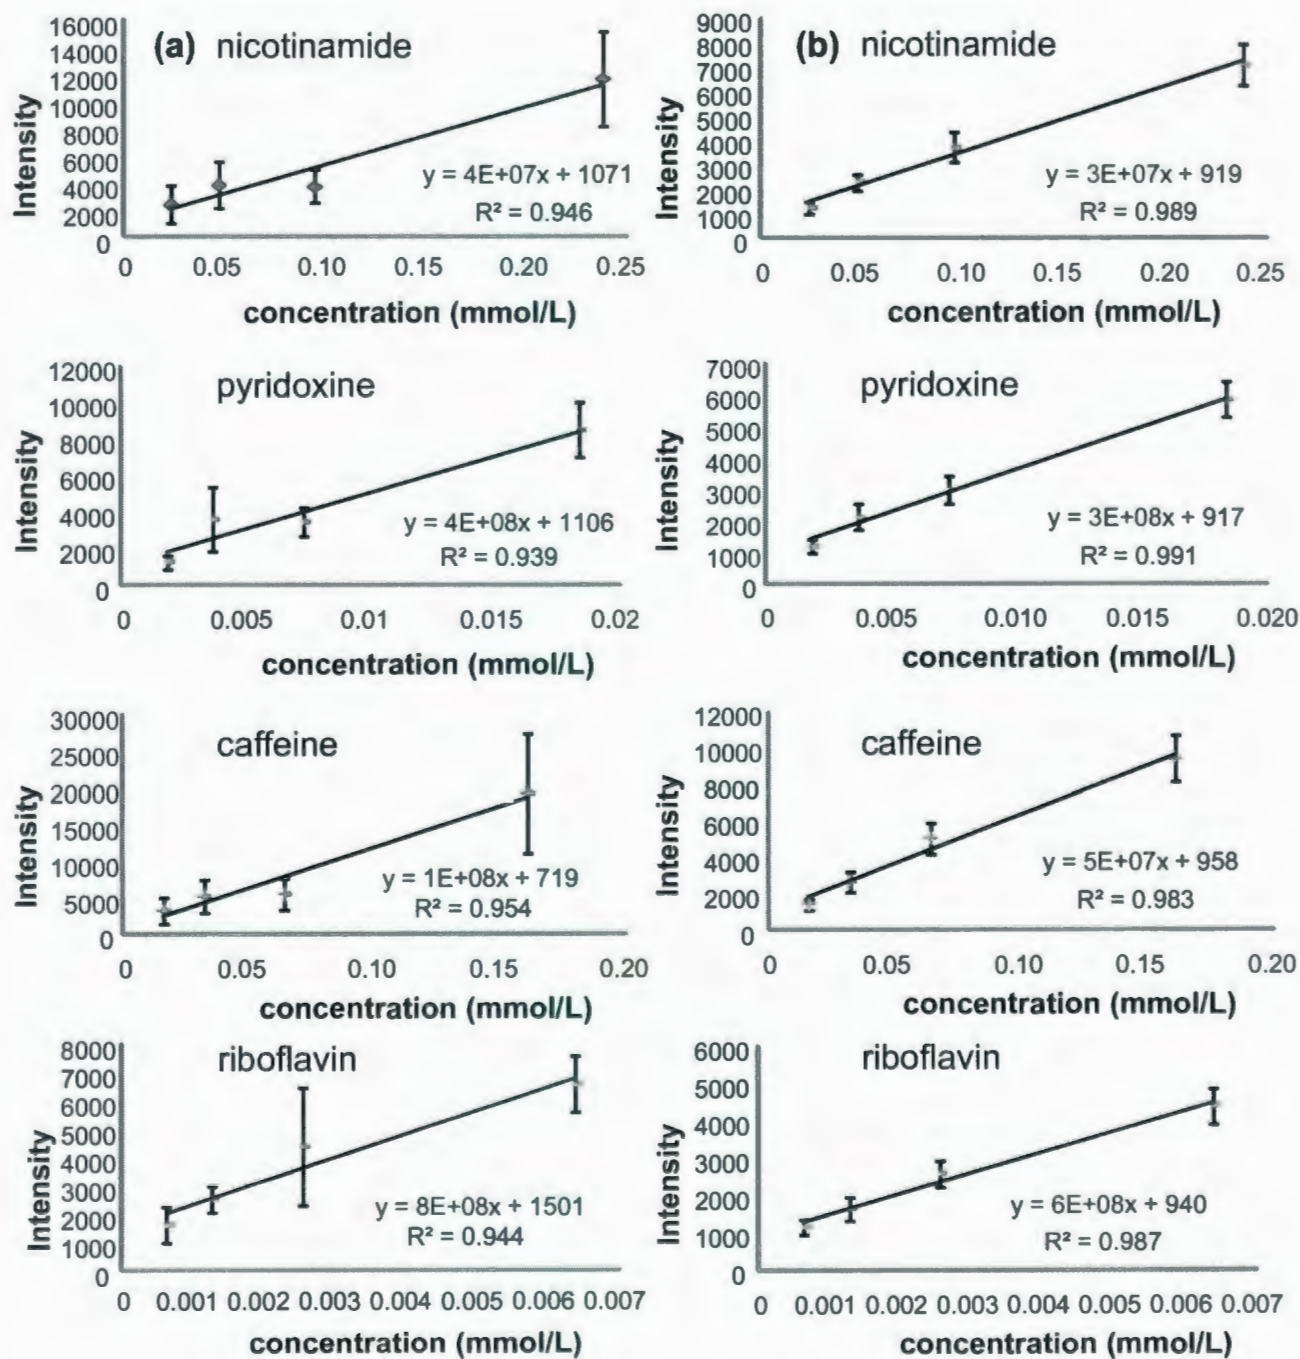 (a) nicotinamide
16000
14000
12000
10000
8000
6000
4000
2000
0
Intensity
y = 4E+07x + 1071
R² = 0.946
0 0.05 0.10 0.15 0.20 0.25
concentration (mmol/L)
(b) nicotinamide
9000
8000
7000
6000
5000
4000
3000
2000
1000
0
Intensity
y = 3E+07x + 919
R² = 0.989
0 0.05 0.10 0.15 0.20 0.25
concentration (mmol/L)
pyridoxine
12000
10000
8000
6000
4000
2000
0
Intensity
y = 4E+08x + 1106
R² = 0.939
0 0.005 0.01 0.015 0.02
concentration (mmol/L)
pyridoxine
7000
6000
5000
4000
3000
2000
1000
0
Intensity
y = 3E+08x + 917
R² = 0.991
0 0.005 0.010 0.015 0.020
concentration (mmol/L)
caffeine
30000
25000
20000
15000
10000
5000
0
Intensity
y = 1E+08x + 719
R² = 0.954
0 0.05 0.10 0.15 0.20
concentration (mmol/L)
caffeine
12000
10000
8000
6000
4000
2000
0
Intensity
y = 5E+07x + 958
R² = 0.983
0 0.05 0.10 0.15 0.20
concentration (mmol/L)
riboflavin
8000
7000
6000
5000
4000
3000
2000
1000
0
Intensity
y = 8E+08x + 1501
R² = 0.944
0 0.001 0.002 0.003 0.004 0.005 0.006 0.007
concentration (mmol/L)
riboflavin
6000
5000
4000
3000
2000
1000
0
Intensity
y = 6E+08x + 940
R² = 0.987
0 0.001 0.002 0.003 0.004 0.005 0.006 0.007
concentration (mmol/L)